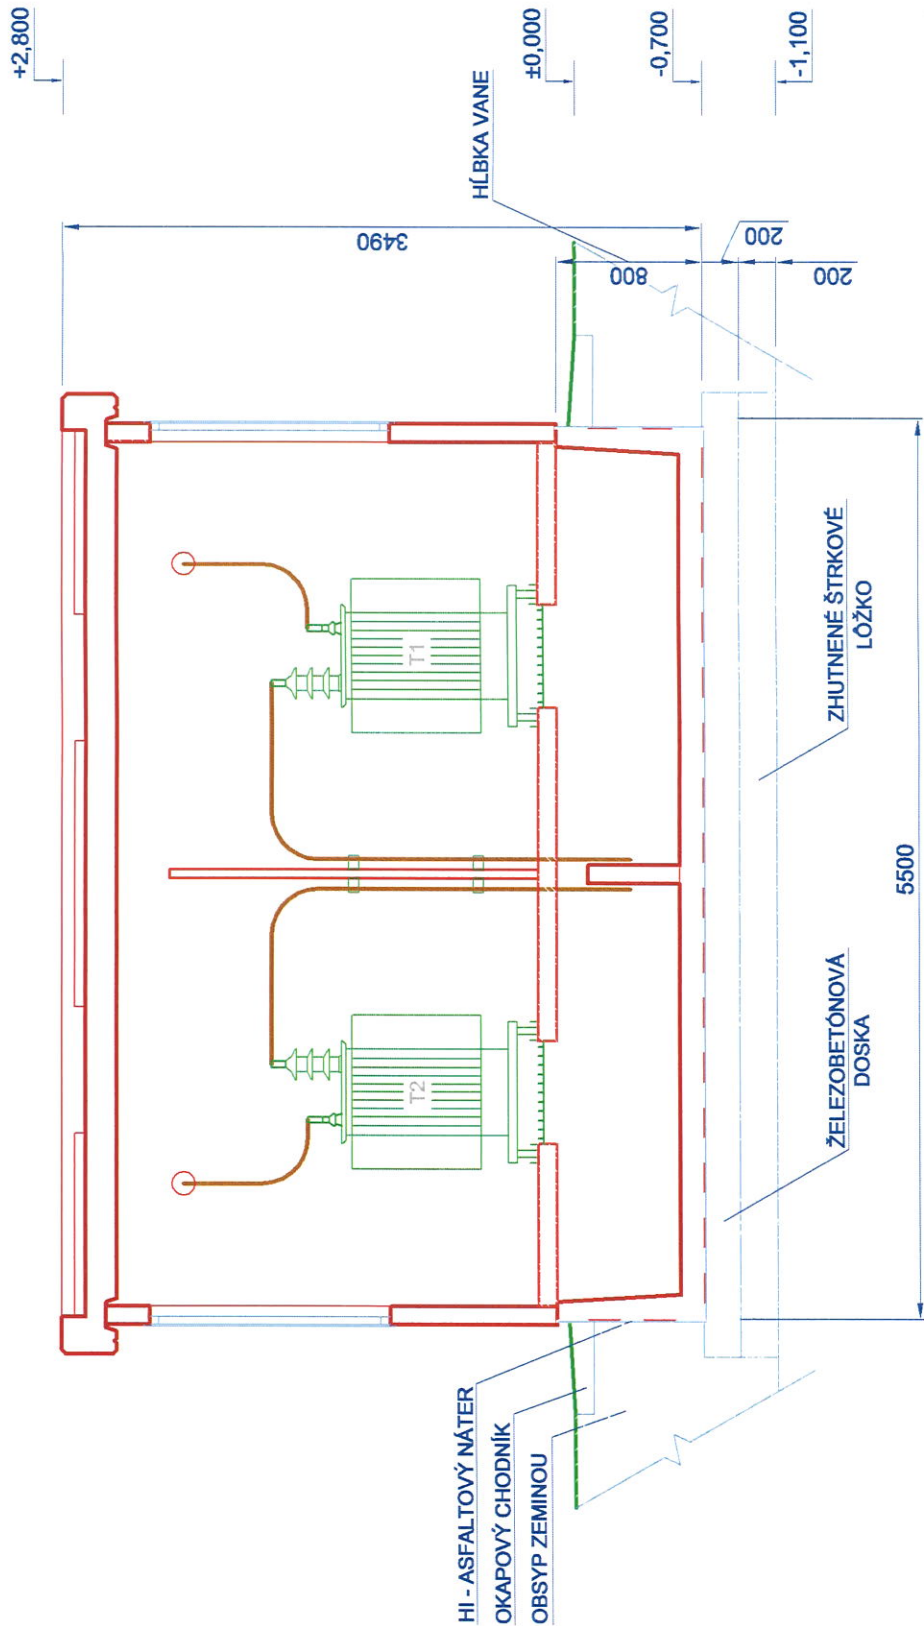 +2,800
±0,000
-0,700
-1,100
HĹBKA VANE
3490
800
200
200
T2
T1
HI - ASFALTOVÝ NÁTER
OKAPOVÝ CHODNÍK
OBSYP ZEMINOU
ŽELEZOBETÓNOVÁ
DOSKA
ZHUTNENÉ ŠTRKOVÉ
LÔŽKO
5500